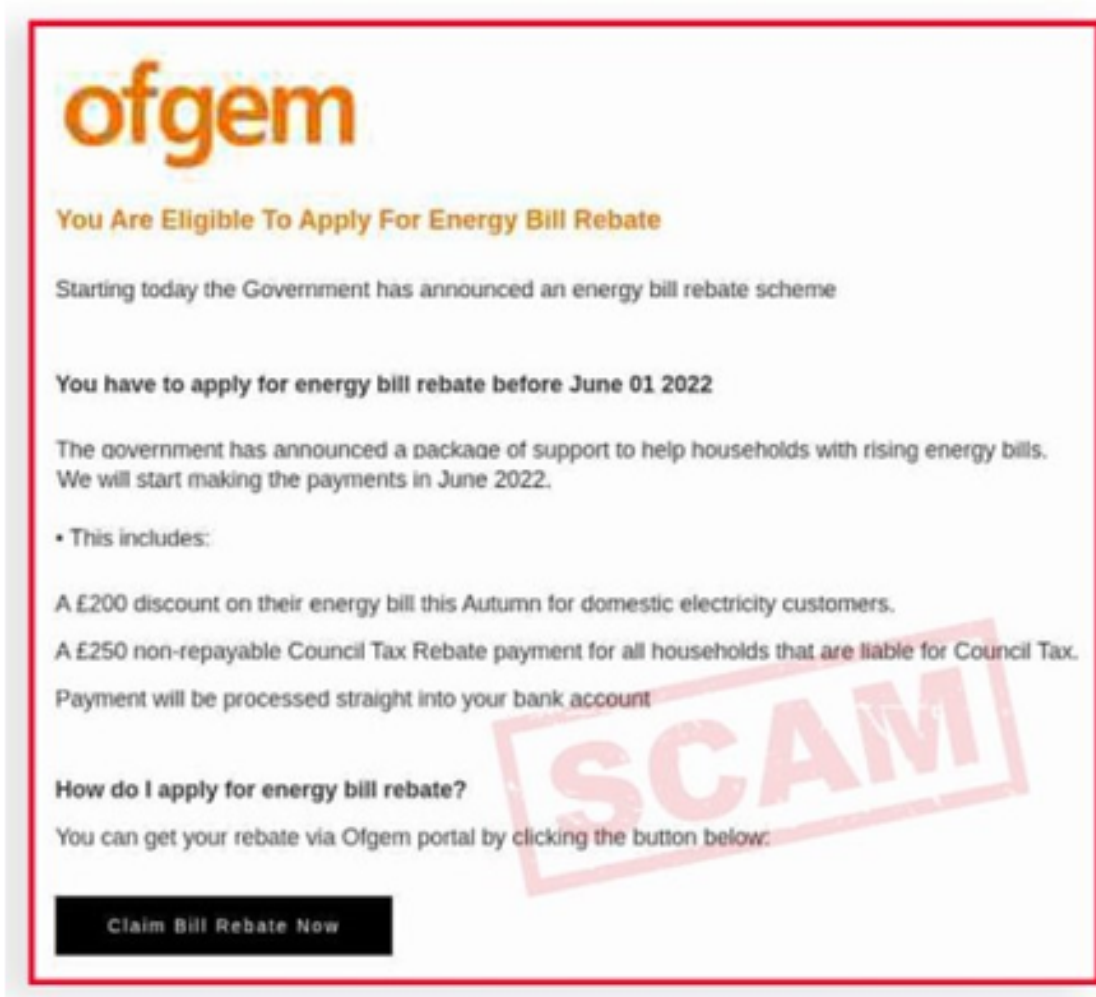 ofgem
You Are Eligible To Apply For Energy Bill Rebate
Starting today the Government has announced an energy bill rebate scheme
You have to apply for energy bill rebate before June 01 2022
The government has announced a package of support to help households with rising energy bills.
We will start making the payments in June 2022.
• This includes:
A £200 discount on their energy bill this Autumn for domestic electricity customers.
A £250 non-repayable Council Tax Rebate payment for all households that are liable for Council Tax.
Payment will be processed straight into your bank account
SCAM
How do I apply for energy bill rebate?
You can get your rebate via Ofgem portal by clicking the button below:
Claim Bill Rebate Now